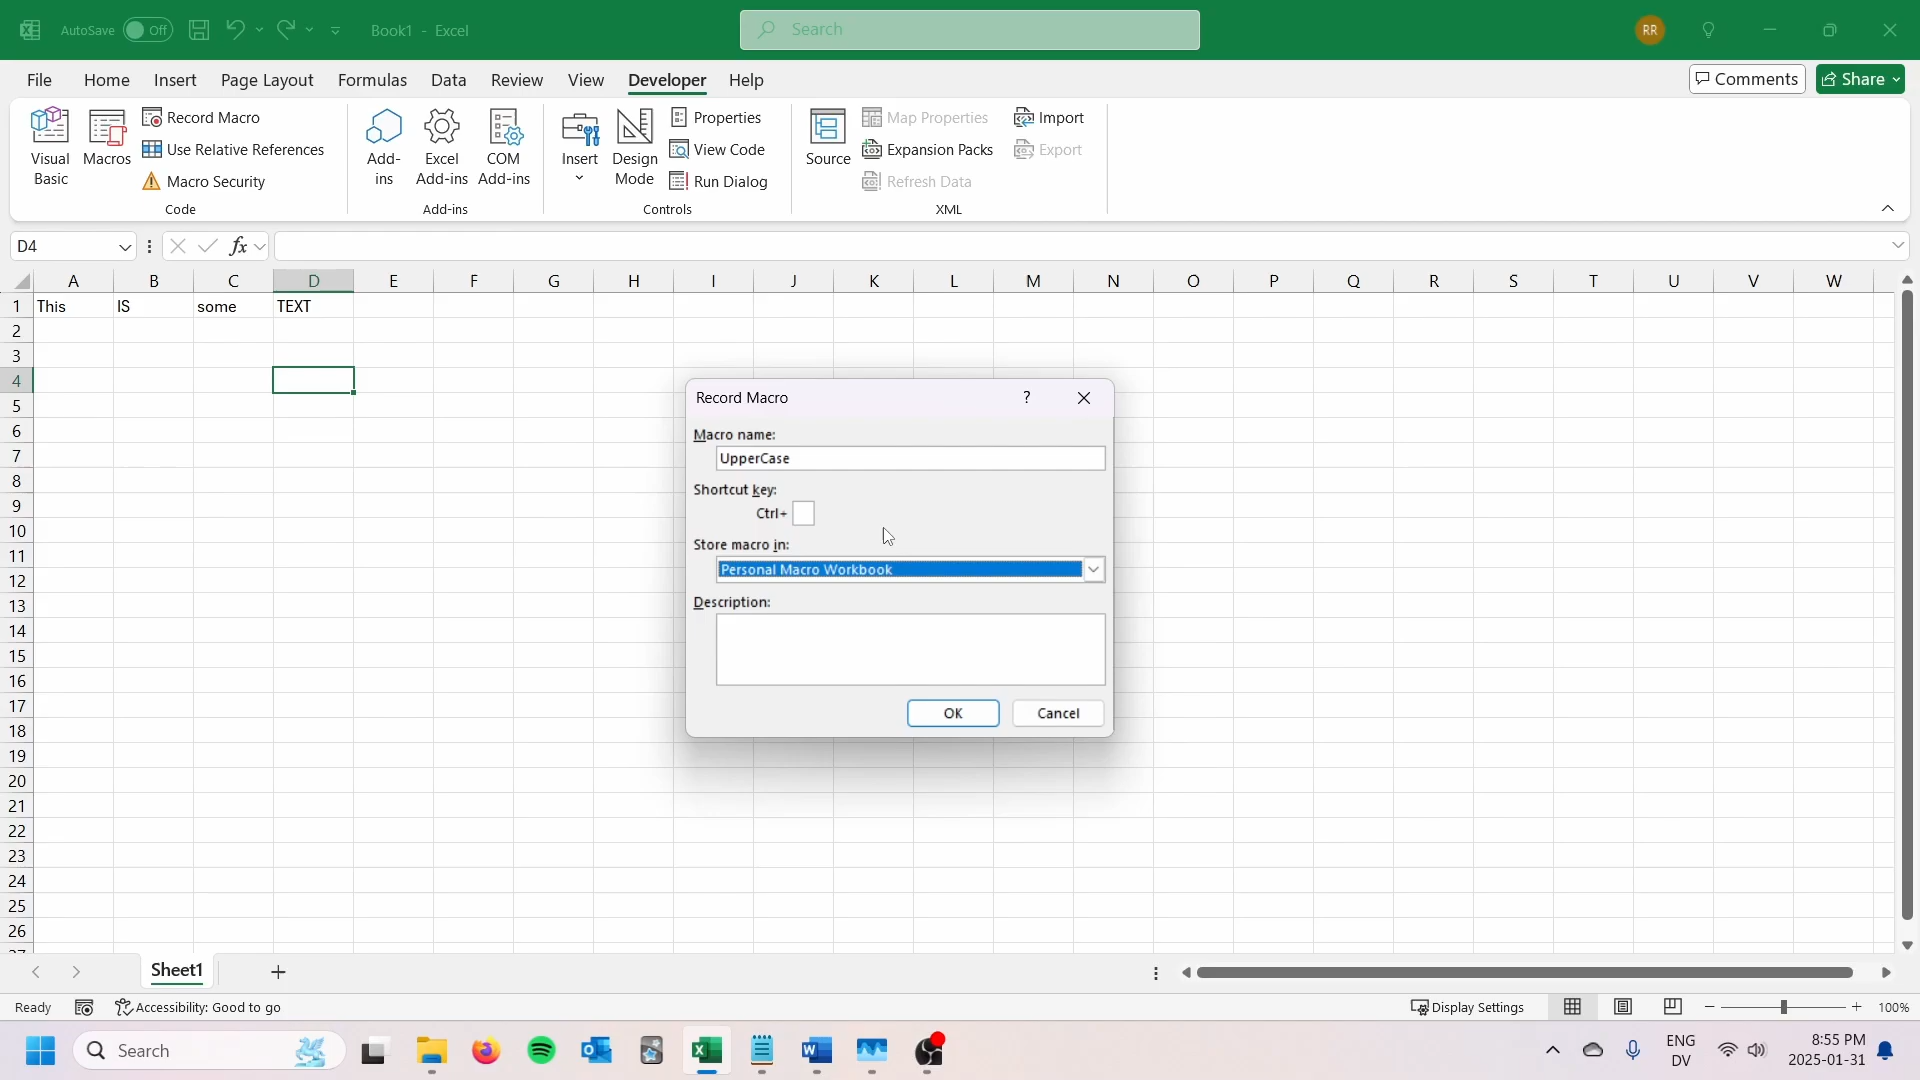 AutoSave Off Book1 - Excel Search RR
File Home Insert Page Layout Formulas Data Review View Developer Help Comments Share
Visual Basic
Macros
Record Macro
Use Relative References
Macro Security
Code
Add-ins
Excel Add-ins
COM Add-ins
Add-ins
Insert
Design Mode
Properties
View Code
Run Dialog
Controls
Source
Map Properties
Expansion Packs
Refresh Data
Import
Export
XML
D4 fx
A B C D E F G H I J K L M N O P Q R S T U V W
1 This IS some TEXT
2
3
4
5
6
7
8
9
10
11
12
13
14
15
16
17
18
19
20
21
22
23
24
25
26
27
Record Macro ?
Macro name:
UpperCase
Shortcut key:
Ctrl+
Store macro in:
Personal Macro Workbook
Description:
OK Cancel
Sheet1
Ready Accessibility: Good to go Display Settings 100%
Search ENG 8:55 PM
DV 2025-01-31